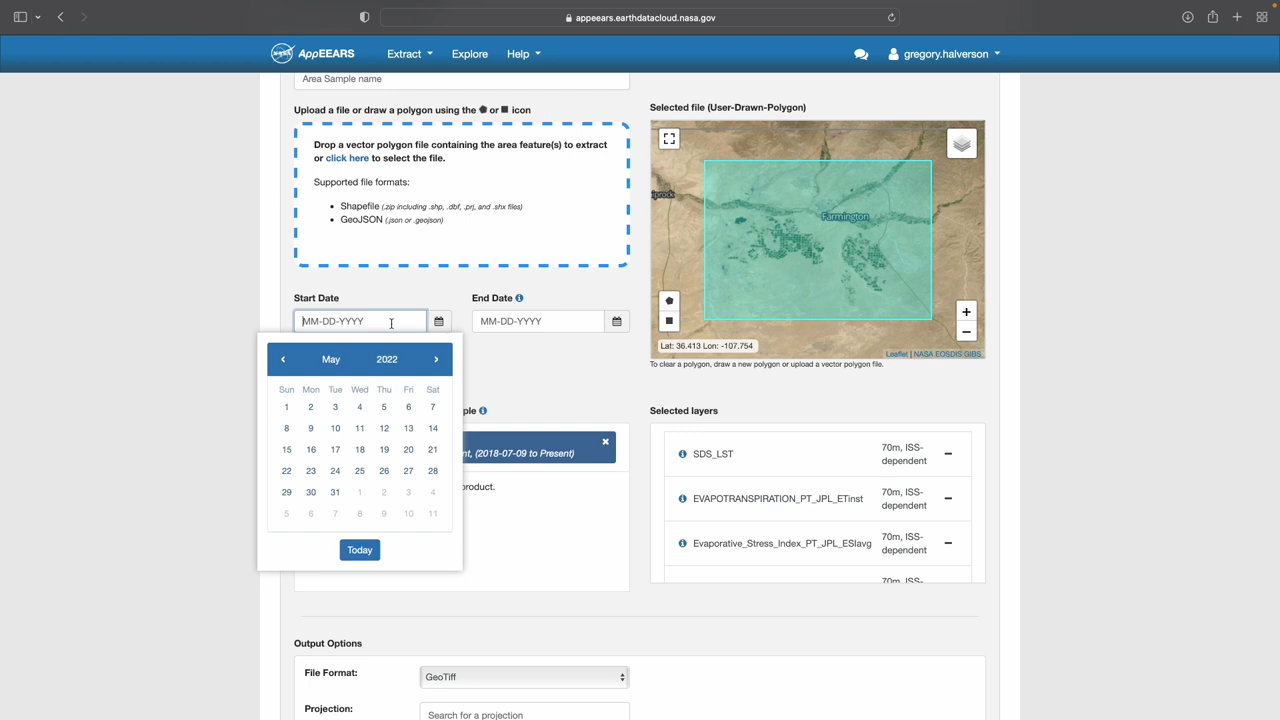 appeears.earthdatacloud.nasa.gov
NASA AppEEARS Extract Explore Help gregory.halverson
Area Sample name
Upload a file or draw a polygon using the or icon
Drop a vector polygon file containing the area feature(s) to extract
or click here to select the file.
Supported file formats:
• Shapefile (.zip including .shp, .dbf, .prj, and .shx files)
• GeoJSON (.json or .geojson)
Selected file (User-Drawn-Polygon)
iprock
Farmington
+
−
Lat: 36.413 Lon: -107.754
Leaflet | NASA EOSDIS GIBS
To clear a polygon, draw a new polygon or upload a vector polygon file.
Start Date
End Date
MM-DD-YYYY
MM-DD-YYYY
‹ May 2022 ›
Sun Mon Tue Wed Thu Fri Sat
1 2 3 4 5 6 7
8 9 10 11 12 13 14
15 16 17 18 19 20 21
22 23 24 25 26 27 28
29 30 31 1 2 3 4
5 6 7 8 9 10 11
Today
ple
nt, (2018-07-09 to Present)
roduct.
Selected layers
SDS_LST 70m, ISS-
dependent
EVAPOTRANSPIRATION_PT_JPL_ETinst 70m, ISS-
dependent
Evaporative_Stress_Index_PT_JPL_ESIavg 70m, ISS-
dependent
70m, ISS-
Output Options
File Format: GeoTiff
Projection: Search for a projection